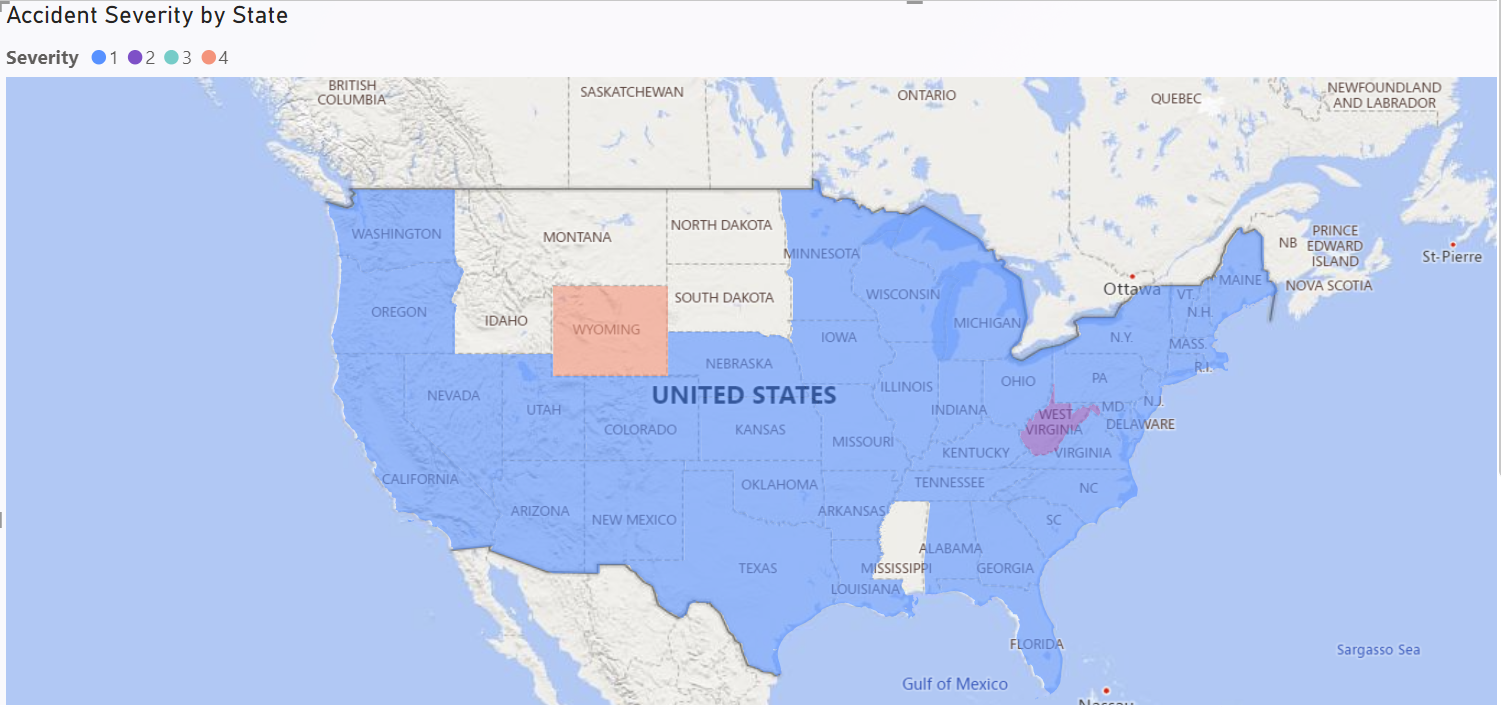 Accident Severity by State
Severity 1 2 3 4
BRITISH
COLUMBIA
SASKATCHEWAN
ONTARIO
QUEBEC
NEWFOUNDLAND
AND LABRADOR
WASHINGTON
MONTANA
NORTH DAKOTA
MINNESOTA
NB
PRINCE
EDWARD
ISLAND
St-Pierre
OREGON
IDAHO
WYOMING
SOUTH DAKOTA
WISCONSIN
MICHIGAN
Ottawa
VT.
MAINE
NOVA SCOTIA
N.H.
IOWA
N.Y.
MASS.
R.I.
NEBRASKA
NEVADA
UTAH
UNITED STATES
ILLINOIS
INDIANA
OHIO
PA
N.J.
MD
DELAWARE
WEST
VIRGINIA
VIRGINIA
COLORADO
KANSAS
MISSOURI
KENTUCKY
CALIFORNIA
OKLAHOMA
TENNESSEE
NC
ARIZONA
NEW MEXICO
ARKANSAS
SC
TEXAS
MISSISSIPPI
ALABAMA
GEORGIA
LOUISIANA
FLORIDA
Sargasso Sea
Gulf of Mexico